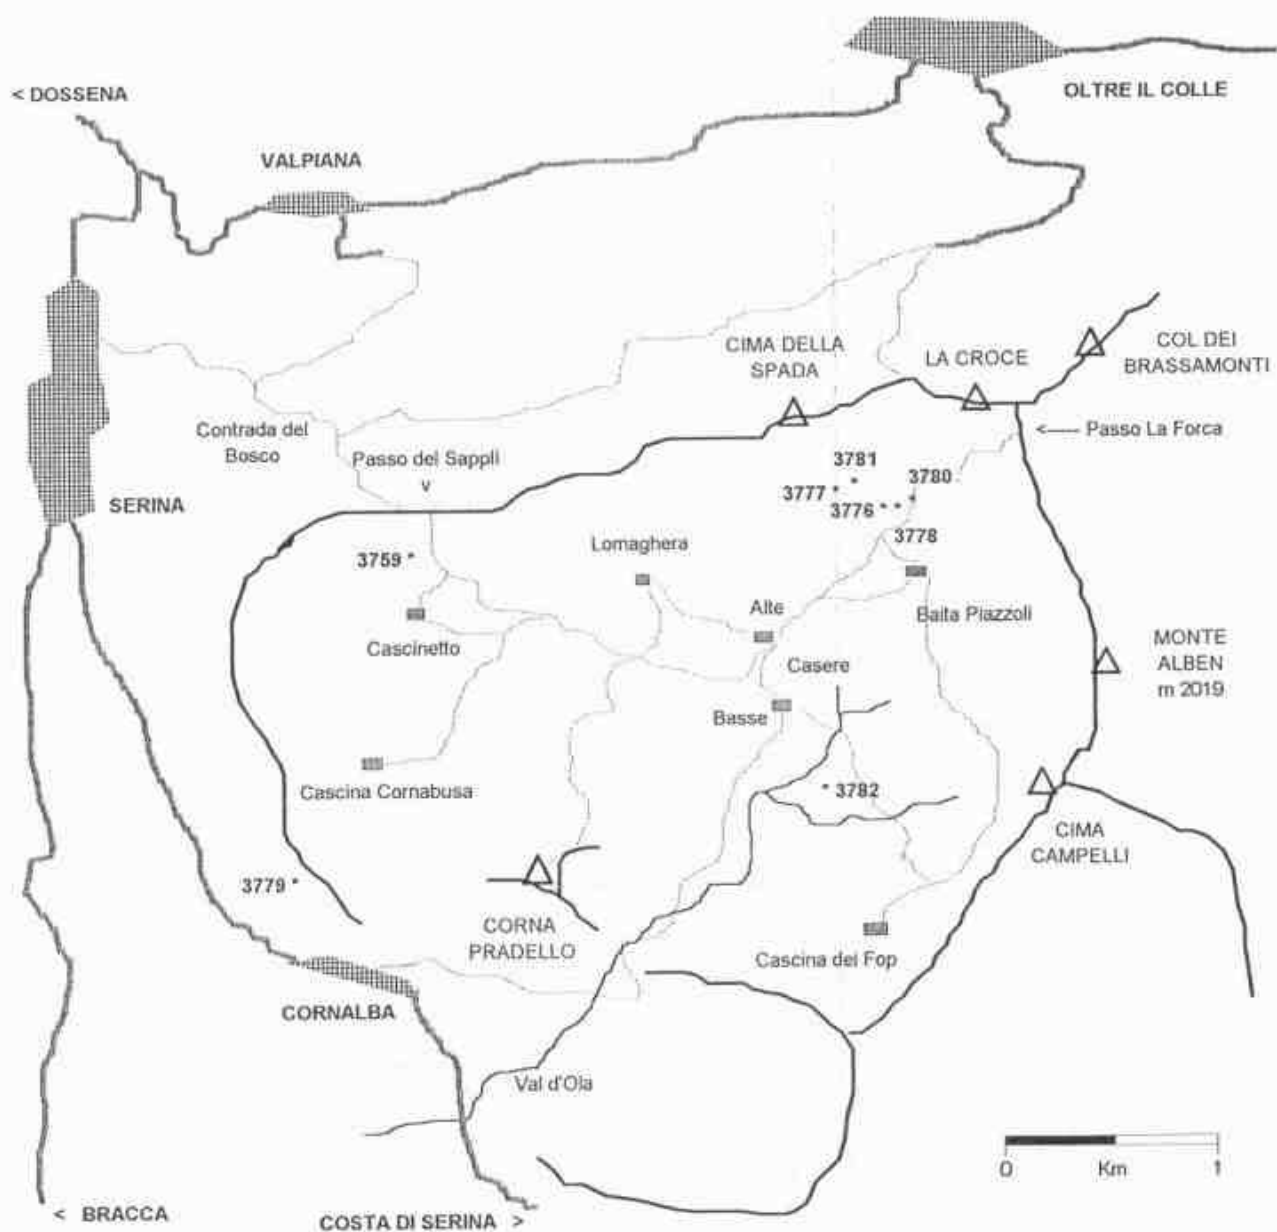 < DOSSENA
OLTRE IL COLLE
VALPIANA
CIMA DELLA
SPADA
LA CROCE
COL DEI
BRASSAMONTI
Contrada del
Bosco
Passo del Sappli
v
<— Passo La Forca
SERINA
3781
3777
3780
3776
3778
3759
Lomaghera
Cascinetto
Alte
Baita Piazzoli
Casere
MONTE
ALBEN
m 2019
Basse
Cascina Cornabusa
3782
CIMA
CAMPELLI
3779
CORNA
PRADELLO
Cascina del Fop
CORNALBA
Val d'Ola
0 Km 1
< BRACCA
COSTA DI SERINA >